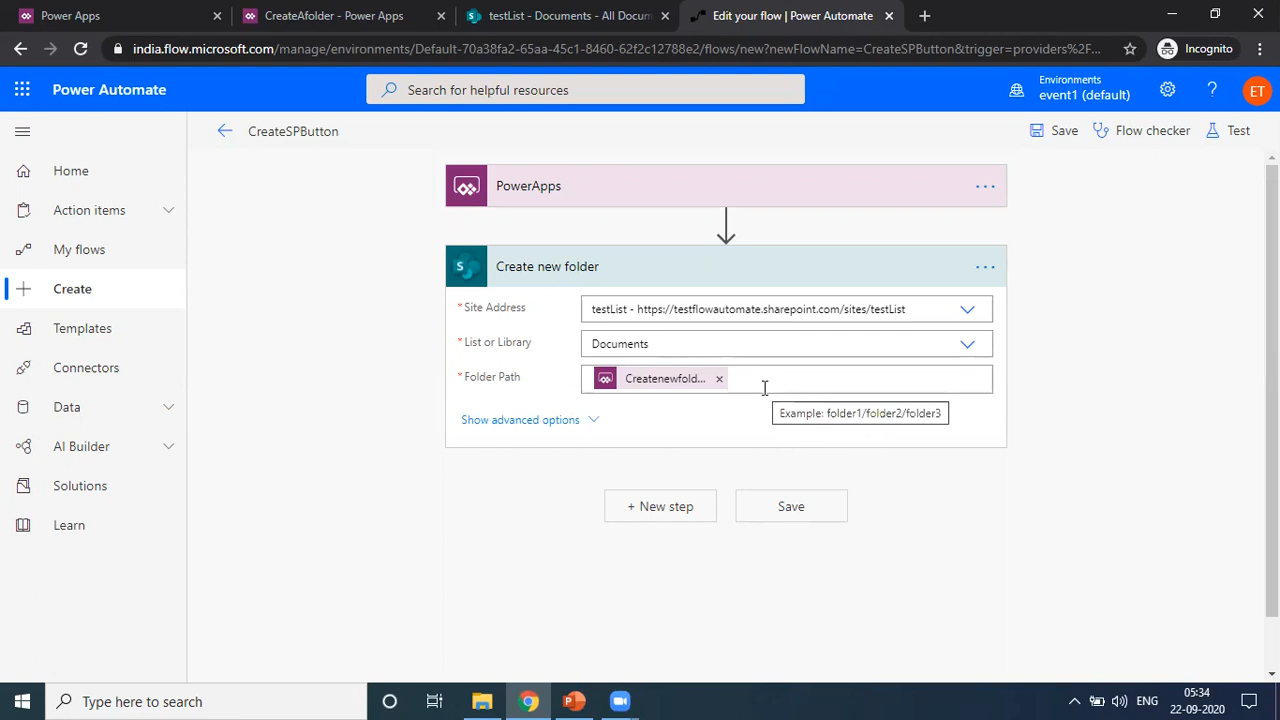 Power Apps
CreateAfolder - Power Apps
testList - Documents - All Docum
Edit your flow | Power Automate
india.flow.microsoft.com/manage/environments/Default-70a38fa2-65aa-45c1-8460-62f2c12788e2/flows/new?newFlowName=CreateSPButton&trigger=providers%2F...
Incognito
Power Automate
Search for helpful resources
Environments
event1 (default)
ET
CreateSPButton
Save
Flow checker
Test
Home
Action items
My flows
Create
Templates
Connectors
Data
AI Builder
Solutions
Learn
PowerApps
Create new folder
* Site Address
testList - https://testflowautomate.sharepoint.com/sites/testList
* List or Library
Documents
* Folder Path
Createnewfold...
Example: folder1/folder2/folder3
Show advanced options
+ New step
Save
Type here to search
ENG
05:34
22-09-2020